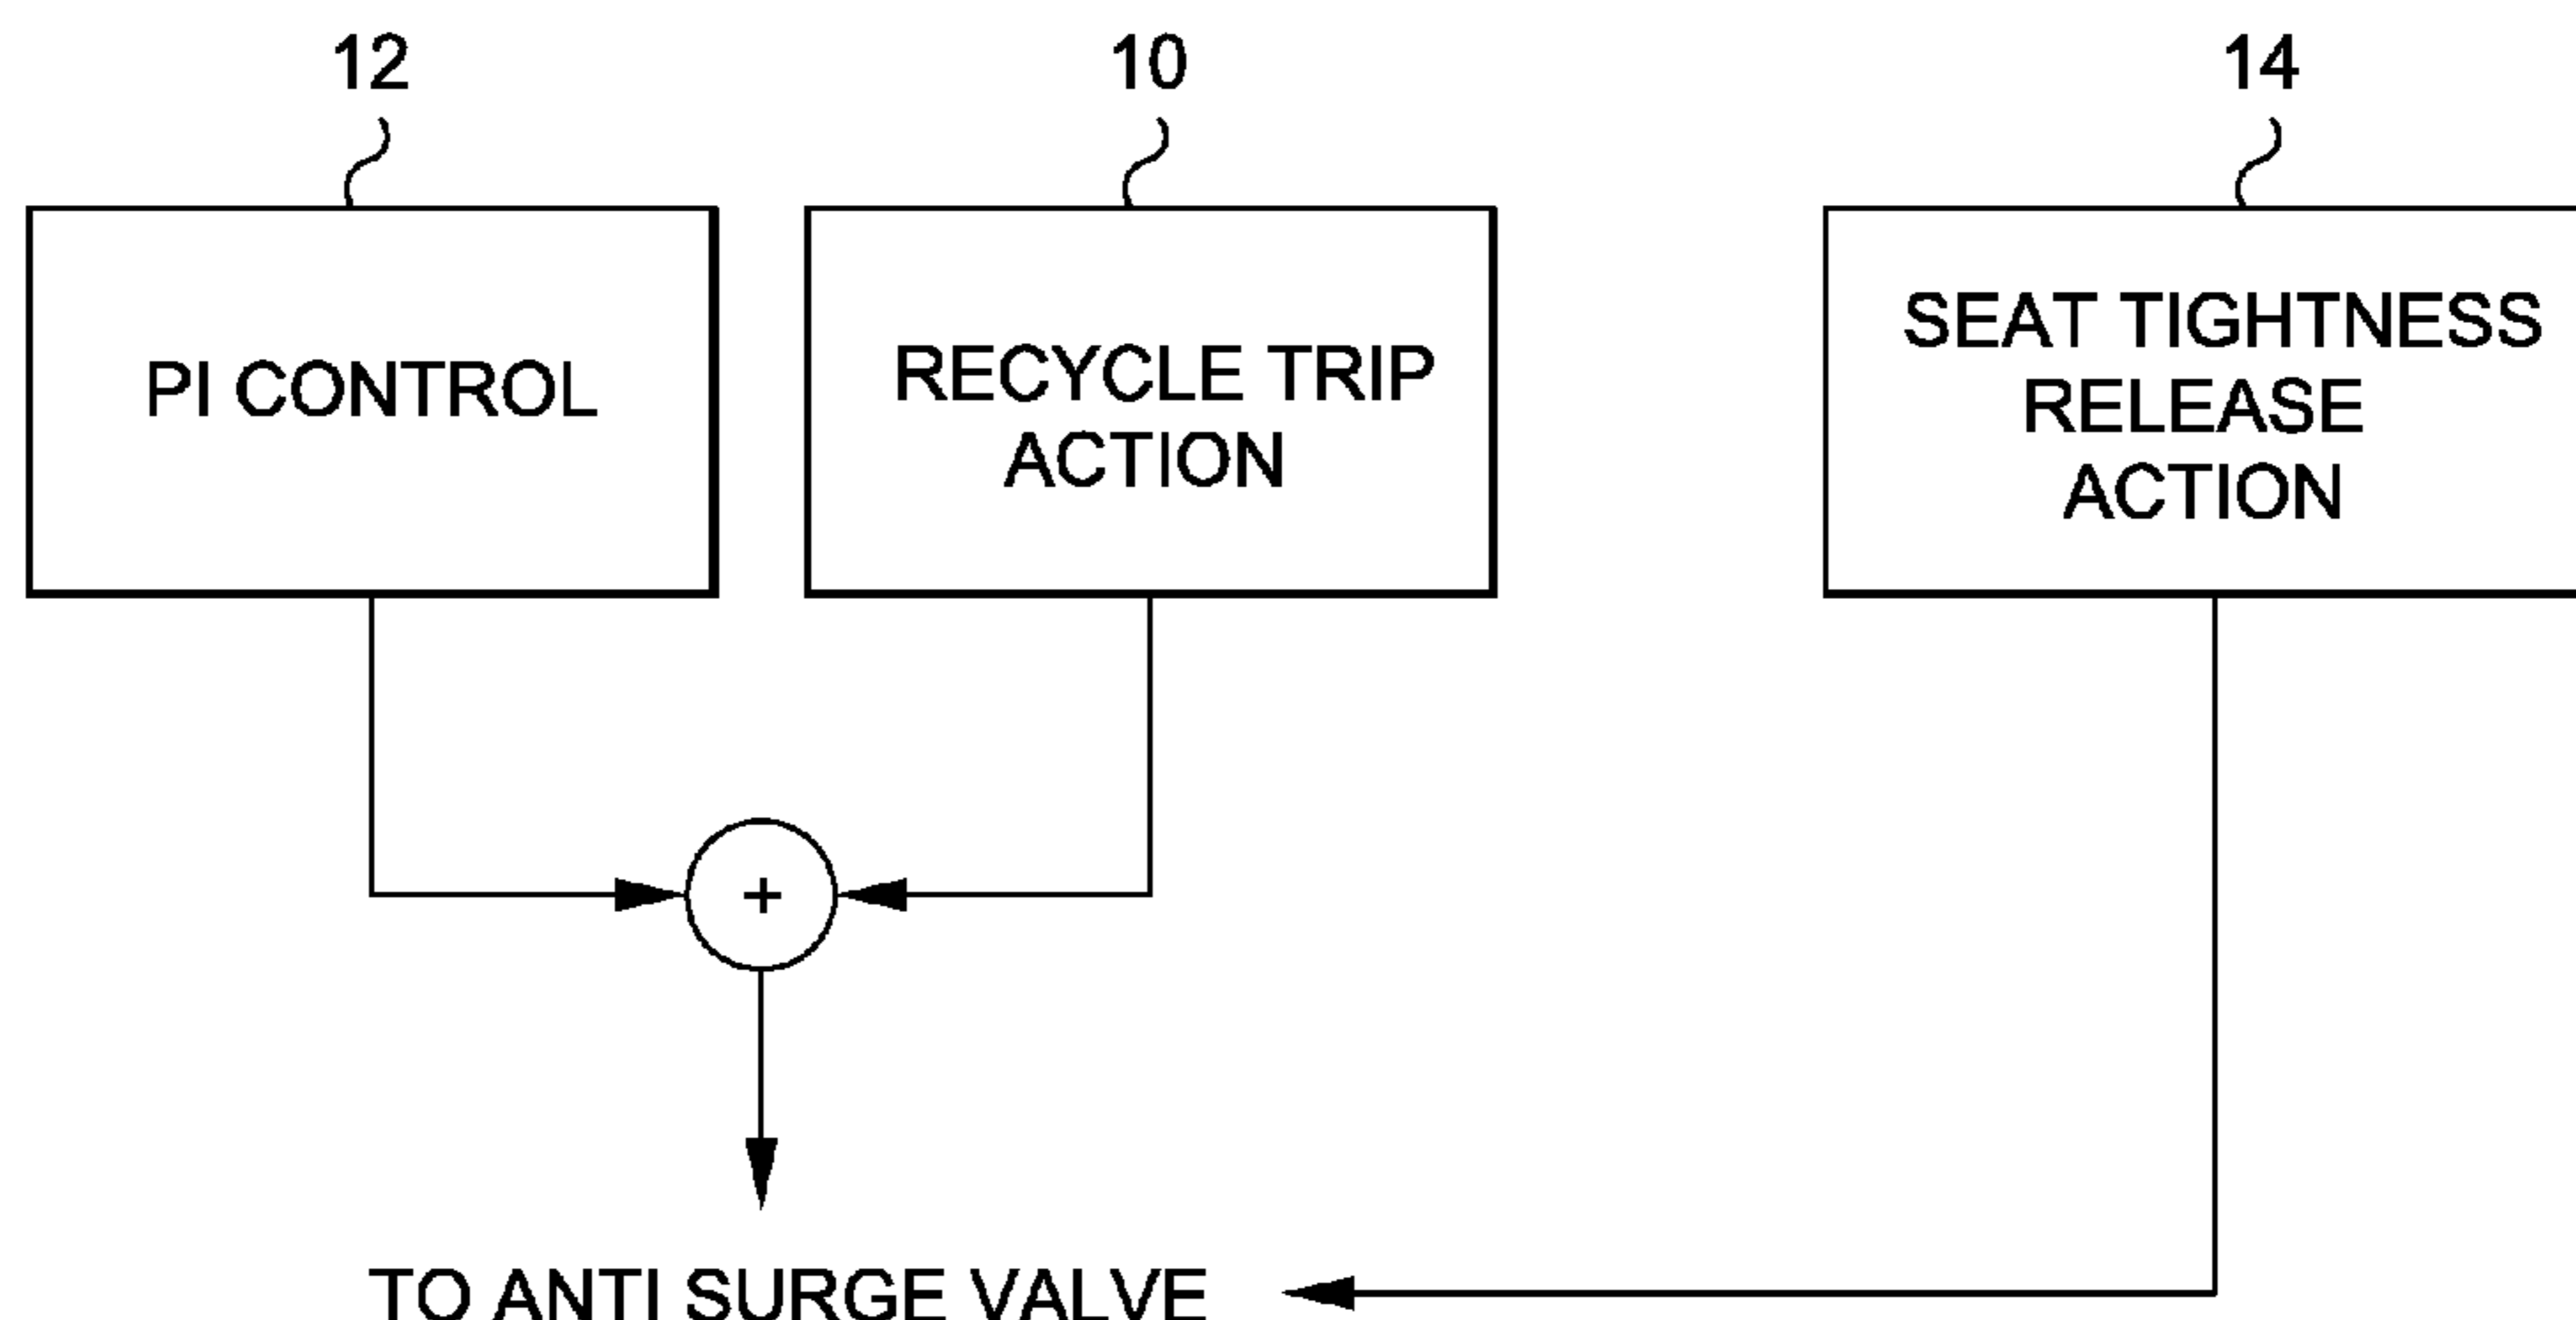 12
10
14
PI CONTROL
RECYCLE TRIP
ACTION
SEAT TIGHTNESS
RELEASE
ACTION
+
TO ANTI SURGE VALVE